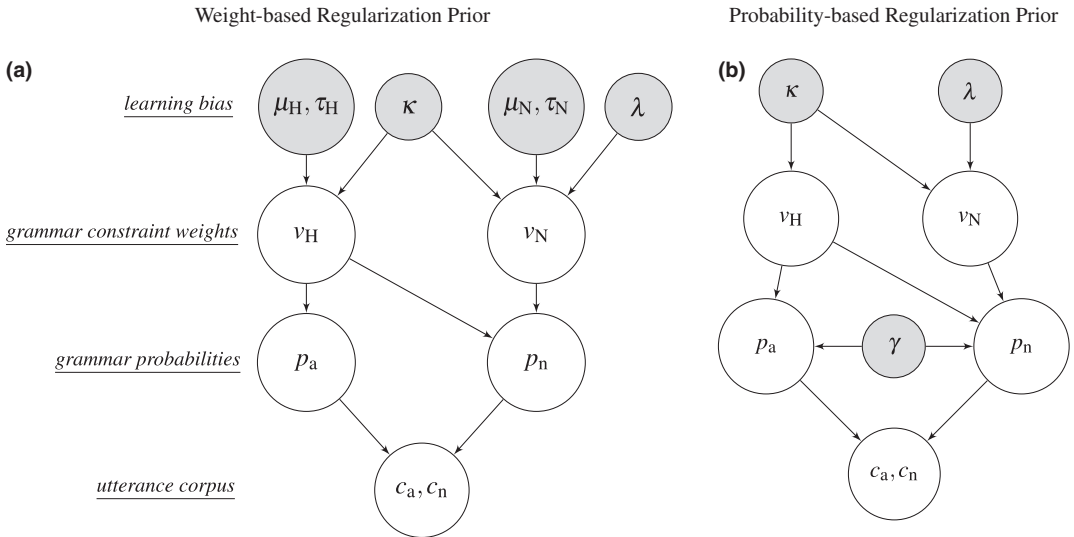 Weight-based Regularization Prior
Probability-based Regularization Prior
(a)
learning bias
μH, τH
κ
μN, τN
λ
grammar constraint weights
vH
vN
grammar probabilities
pa
pn
utterance corpus
ca, cn
(b)
κ
λ
vH
vN
pa
γ
pn
ca, cn